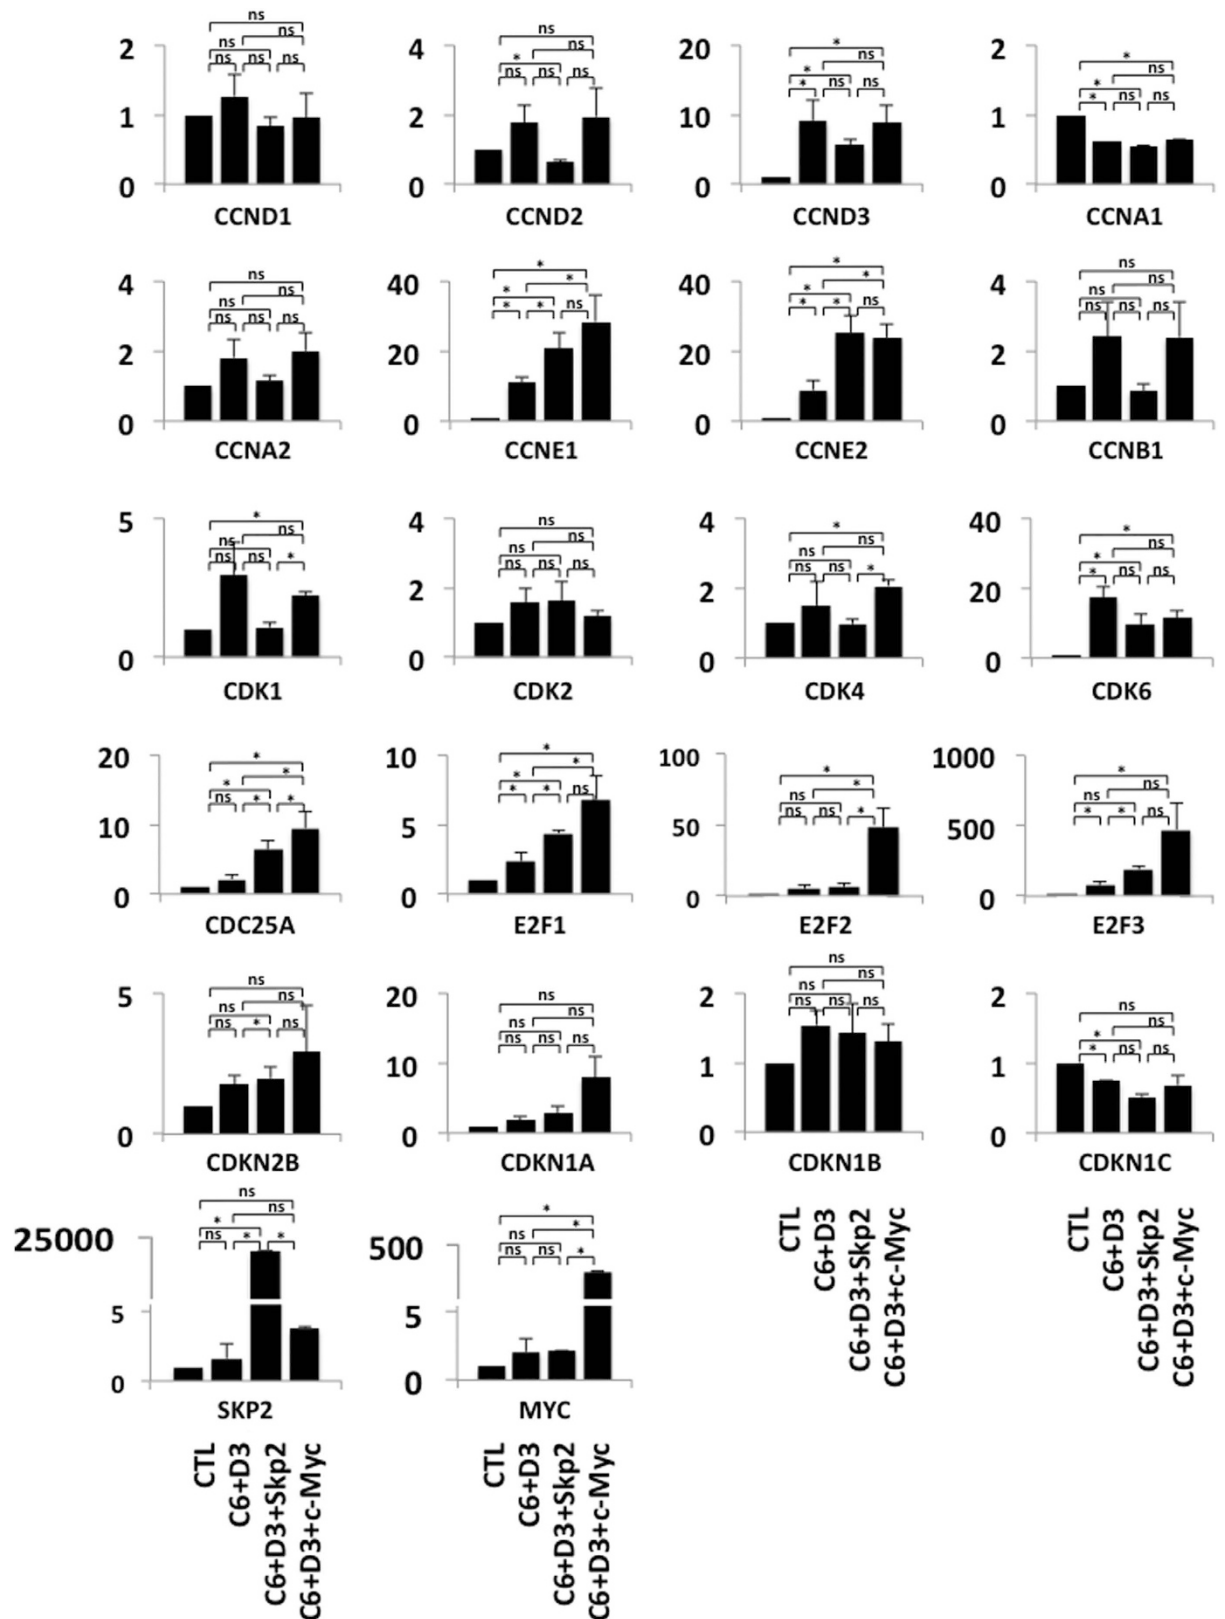 ns
ns
ns
ns ns ns
2
1
0
CCND1
ns
ns
*
ns ns ns
4
2
0
CCND2
*
ns
*
* ns ns
20
10
0
CCND3
*
ns
*
* ns ns
2
1
0
CCNA1
ns
ns
ns
ns ns ns
4
2
0
CCNA2
*
*
*
* * ns
40
20
0
CCNE1
*
*
*
* * ns
40
20
0
CCNE2
ns
ns
ns
ns ns ns
4
2
0
CCNB1
*
ns
ns
ns ns *
5
0
CDK1
ns
ns
ns
ns ns ns
4
2
0
CDK2
*
ns
ns
ns ns *
4
2
0
CDK4
*
ns
*
* ns ns
40
20
0
CDK6
*
*
*
ns * *
20
10
0
CDC25A
*
*
*
* * ns
10
5
0
E2F1
*
*
ns
ns ns *
100
50
0
E2F2
*
ns
ns
* * ns
1000
500
0
E2F3
ns
ns
ns
ns * ns
5
0
CDKN2B
ns
ns
ns
ns ns ns
20
10
0
CDKN1A
ns
ns
ns
ns ns ns
2
1
0
CDKN1B
ns
ns
*
* ns ns
2
1
0
CDKN1C
ns
ns
*
ns * *
25000
5
0
SKP2
*
*
ns
ns ns *
500
5
0
MYC
CTL
C6+D3
C6+D3+Skp2
C6+D3+c-Myc
CTL
C6+D3
C6+D3+Skp2
C6+D3+c-Myc
CTL
C6+D3
C6+D3+Skp2
C6+D3+c-Myc
CTL
C6+D3
C6+D3+Skp2
C6+D3+c-Myc